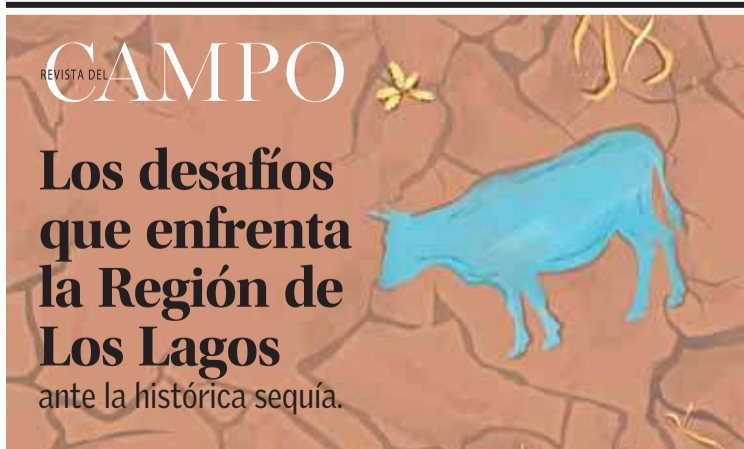 REVISTA DEL CAMPO
Los desafíos
que enfrenta
la Región de
Los Lagos
ante la histórica sequía.